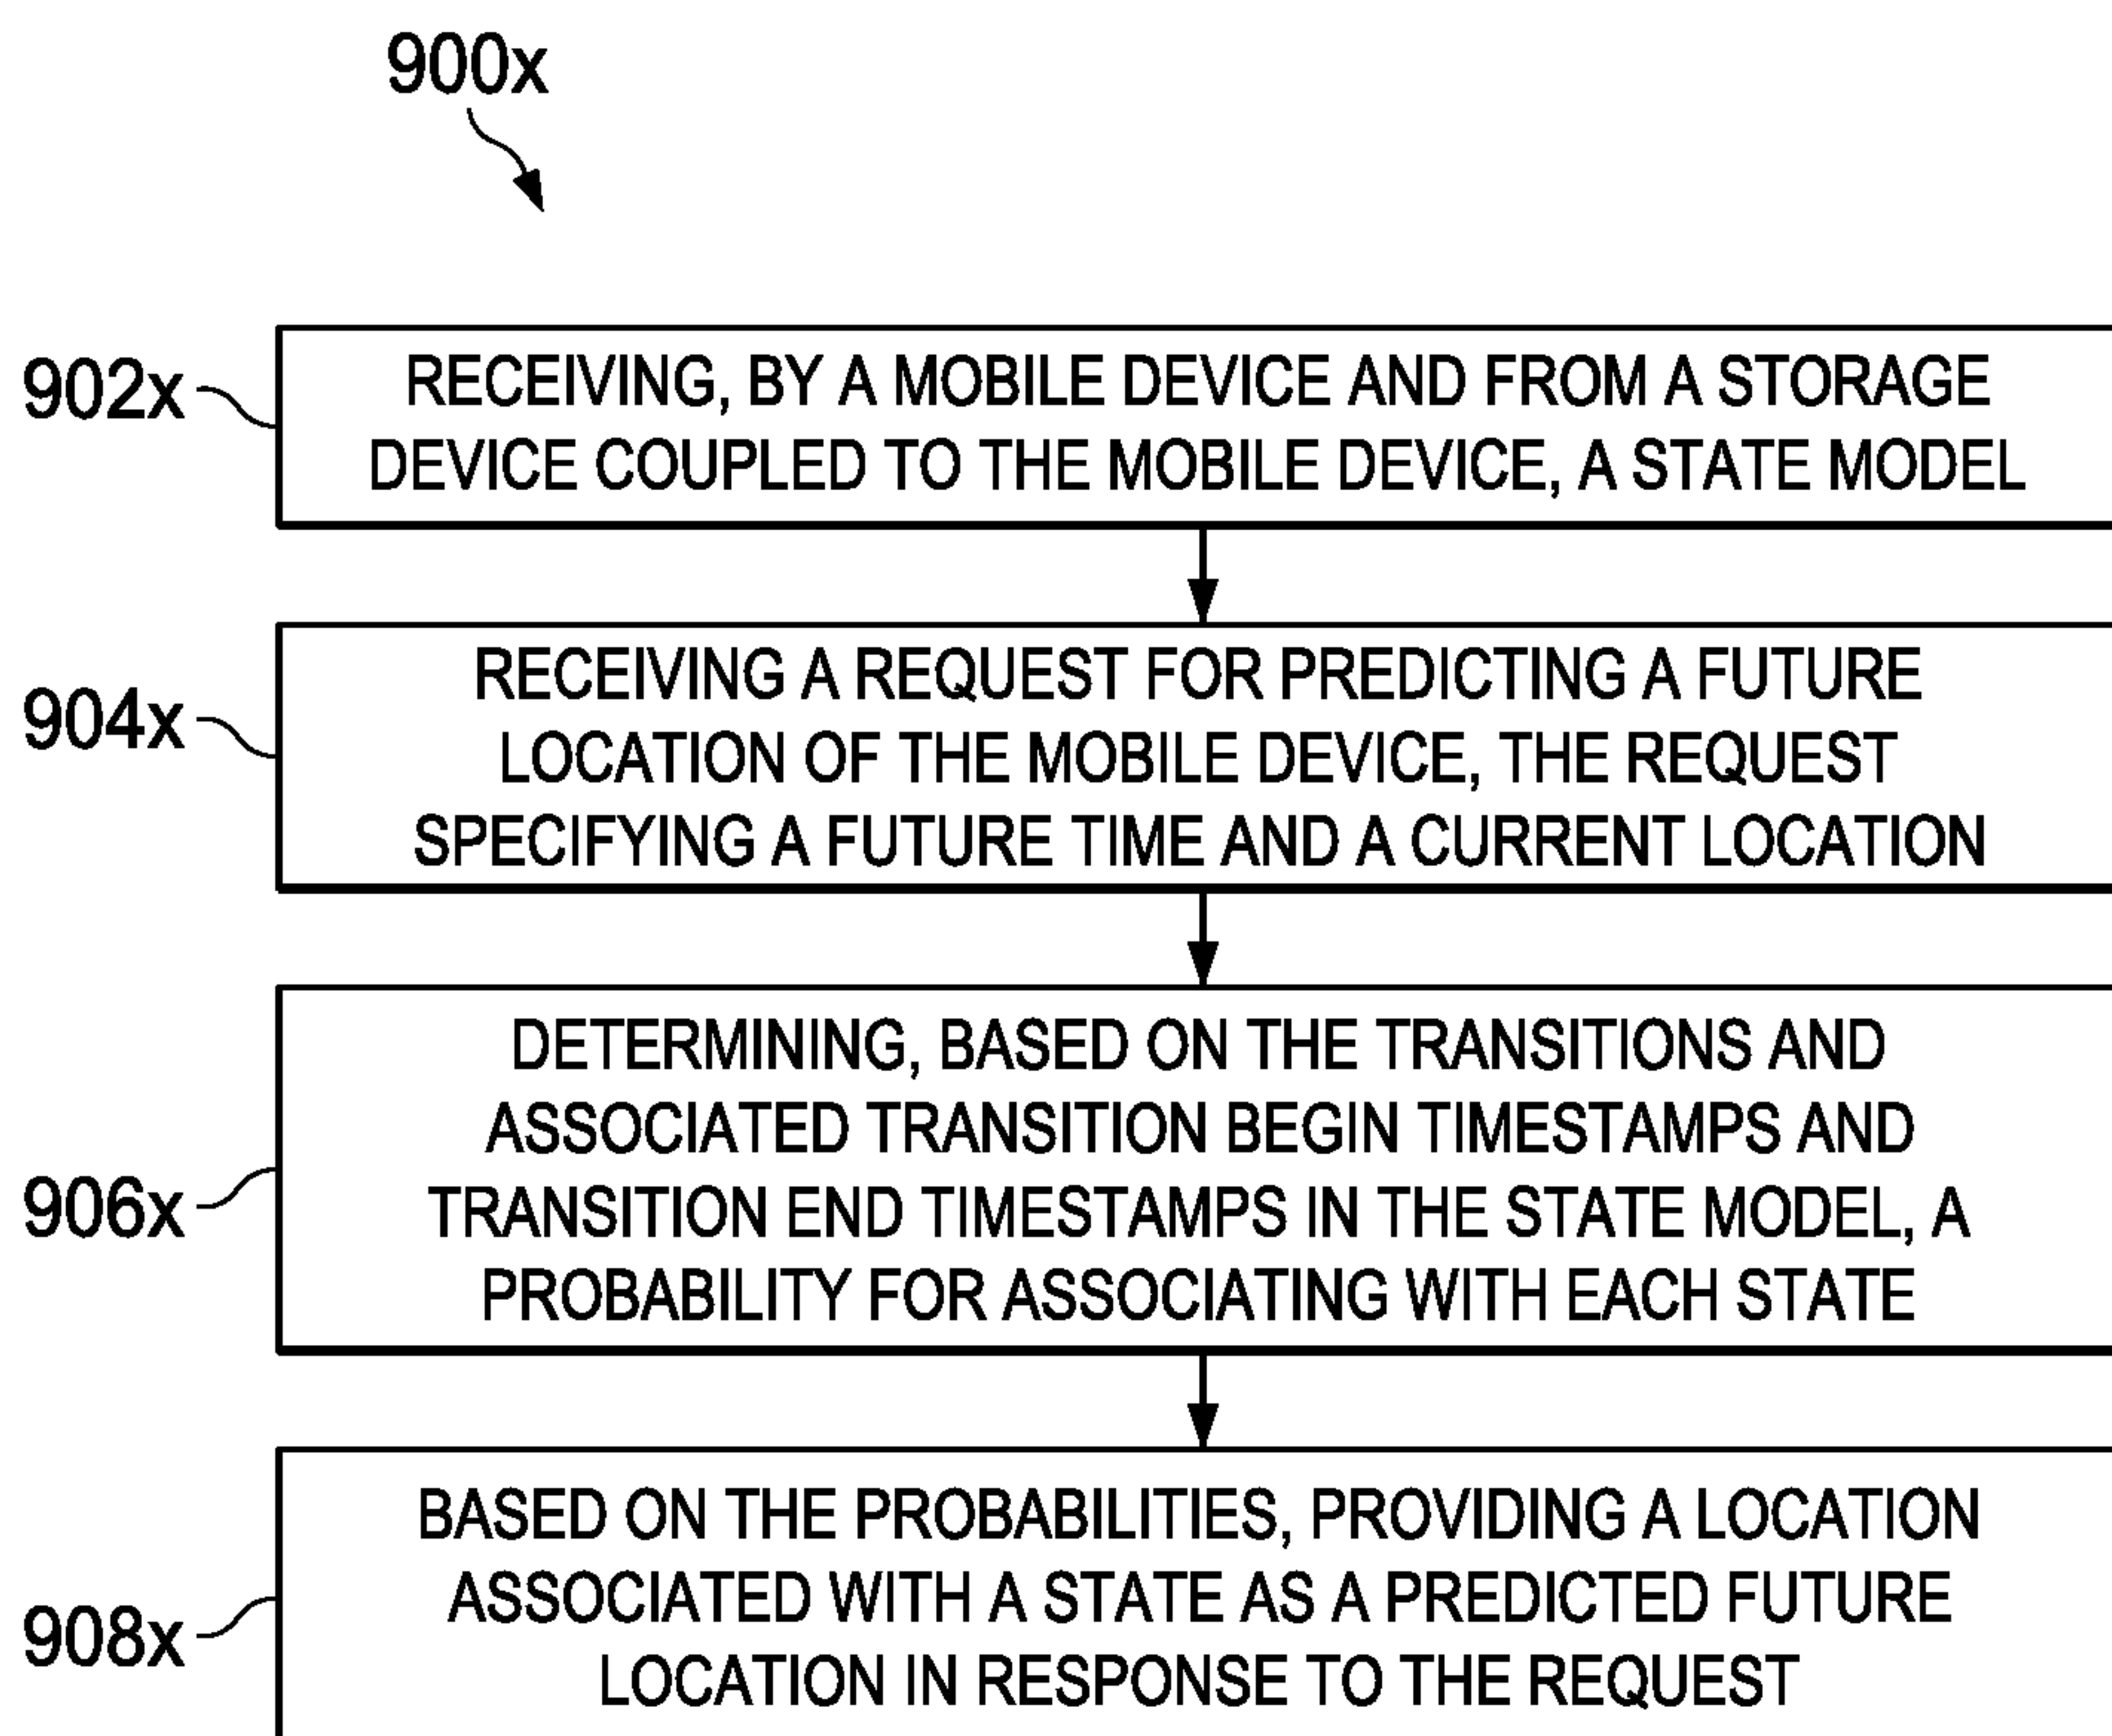 900x
902x
RECEIVING, BY A MOBILE DEVICE AND FROM A STORAGE
DEVICE COUPLED TO THE MOBILE DEVICE, A STATE MODEL
904x
RECEIVING A REQUEST FOR PREDICTING A FUTURE
LOCATION OF THE MOBILE DEVICE, THE REQUEST
SPECIFYING A FUTURE TIME AND A CURRENT LOCATION
906x
DETERMINING, BASED ON THE TRANSITIONS AND
ASSOCIATED TRANSITION BEGIN TIMESTAMPS AND
TRANSITION END TIMESTAMPS IN THE STATE MODEL, A
PROBABILITY FOR ASSOCIATING WITH EACH STATE
908x
BASED ON THE PROBABILITIES, PROVIDING A LOCATION
ASSOCIATED WITH A STATE AS A PREDICTED FUTURE
LOCATION IN RESPONSE TO THE REQUEST